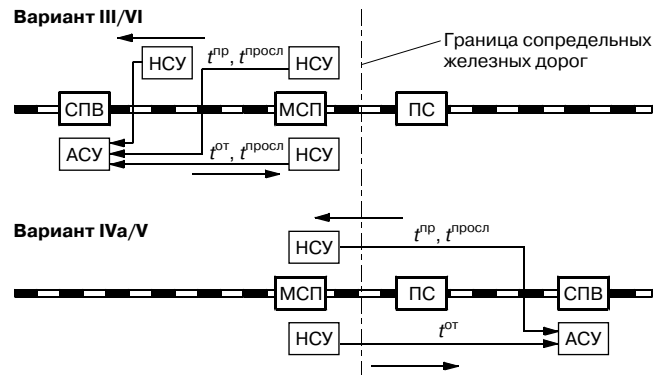 Вариант III/VI
Граница сопредельных
железных дорог
НСУ
tпр, tпросл
НСУ
СПВ
МСП
ПС
АСУ
tот, tпросл
НСУ
Вариант IVа/V
НСУ
tпр, tпросл
МСП
ПС
СПВ
НСУ
tот
АСУ